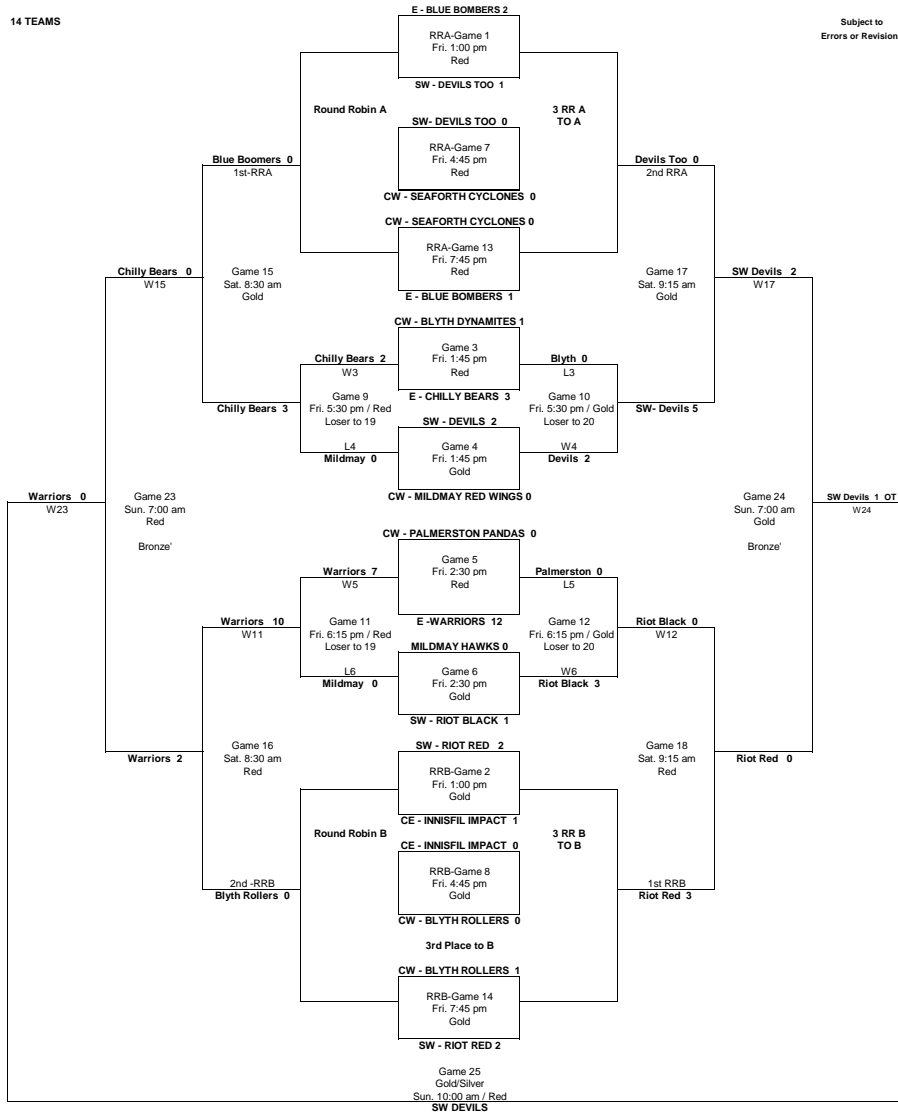 E - BLUE BOMBERS 2
14 TEAMS
Subject to
Errors or Revision
RRA-Game 1
Fri. 1:00 pm
Red
SW - DEVILS TOO 1
Round Robin A
3 RR A
TO A
SW- DEVILS TOO 0
RRA-Game 7
Fri. 4:45 pm
Red
Blue Boomers 0
1st-RRA
Devils Too 0
2nd RRA
CW - SEAFORTH CYCLONES 0
CW - SEAFORTH CYCLONES 0
RRA-Game 13
Fri. 7:45 pm
Red
E - BLUE BOMBERS 1
Chilly Bears 0
W15
Game 15
Sat. 8:30 am
Gold
Game 17
Sat. 9:15 am
Gold
SW Devils 2
W17
CW - BLYTH DYNAMITES 1
Game 3
Fri. 1:45 pm
Red
Chilly Bears 2
W3
Blyth 0
L3
E - CHILLY BEARS 3
Game 9
Fri. 5:30 pm / Red
Loser to 19
Game 10
Fri. 5:30 pm / Gold
Loser to 20
Chilly Bears 3
SW- Devils 5
SW - DEVILS 2
Game 4
Fri. 1:45 pm
Gold
L4
Mildmay 0
W4
Devils 2
CW - MILDMAY RED WINGS 0
Warriors 0
W23
Game 23
Sun. 7:00 am
Red
Bronze'
Game 24
Sun. 7:00 am
Gold
Bronze'
SW Devils 1 OT
W24
CW - PALMERSTON PANDAS 0
Game 5
Fri. 2:30 pm
Red
Warriors 7
W5
Palmerston 0
L5
E -WARRIORS 12
Warriors 10
W11
Game 11
Fri. 6:15 pm / Red
Loser to 19
Game 12
Fri. 6:15 pm / Gold
Loser to 20
Riot Black 0
W12
MILDMAY HAWKS 0
Game 6
Fri. 2:30 pm
Gold
L6
Mildmay 0
W6
Riot Black 3
SW - RIOT BLACK 1
Warriors 2
Game 16
Sat. 8:30 am
Red
Game 18
Sat. 9:15 am
Red
Riot Red 0
SW - RIOT RED 2
RRB-Game 2
Fri. 1:00 pm
Gold
CE - INNISFIL IMPACT 1
Round Robin B
3 RR B
TO B
CE - INNISFIL IMPACT 0
RRB-Game 8
Fri. 4:45 pm
Gold
2nd -RRB
Blyth Rollers 0
1st RRB
Riot Red 3
CW - BLYTH ROLLERS 0
3rd Place to B
CW - BLYTH ROLLERS 1
RRB-Game 14
Fri. 7:45 pm
Gold
SW - RIOT RED 2
Game 25
Gold/Silver
Sun. 10:00 am / Red
SW DEVILS